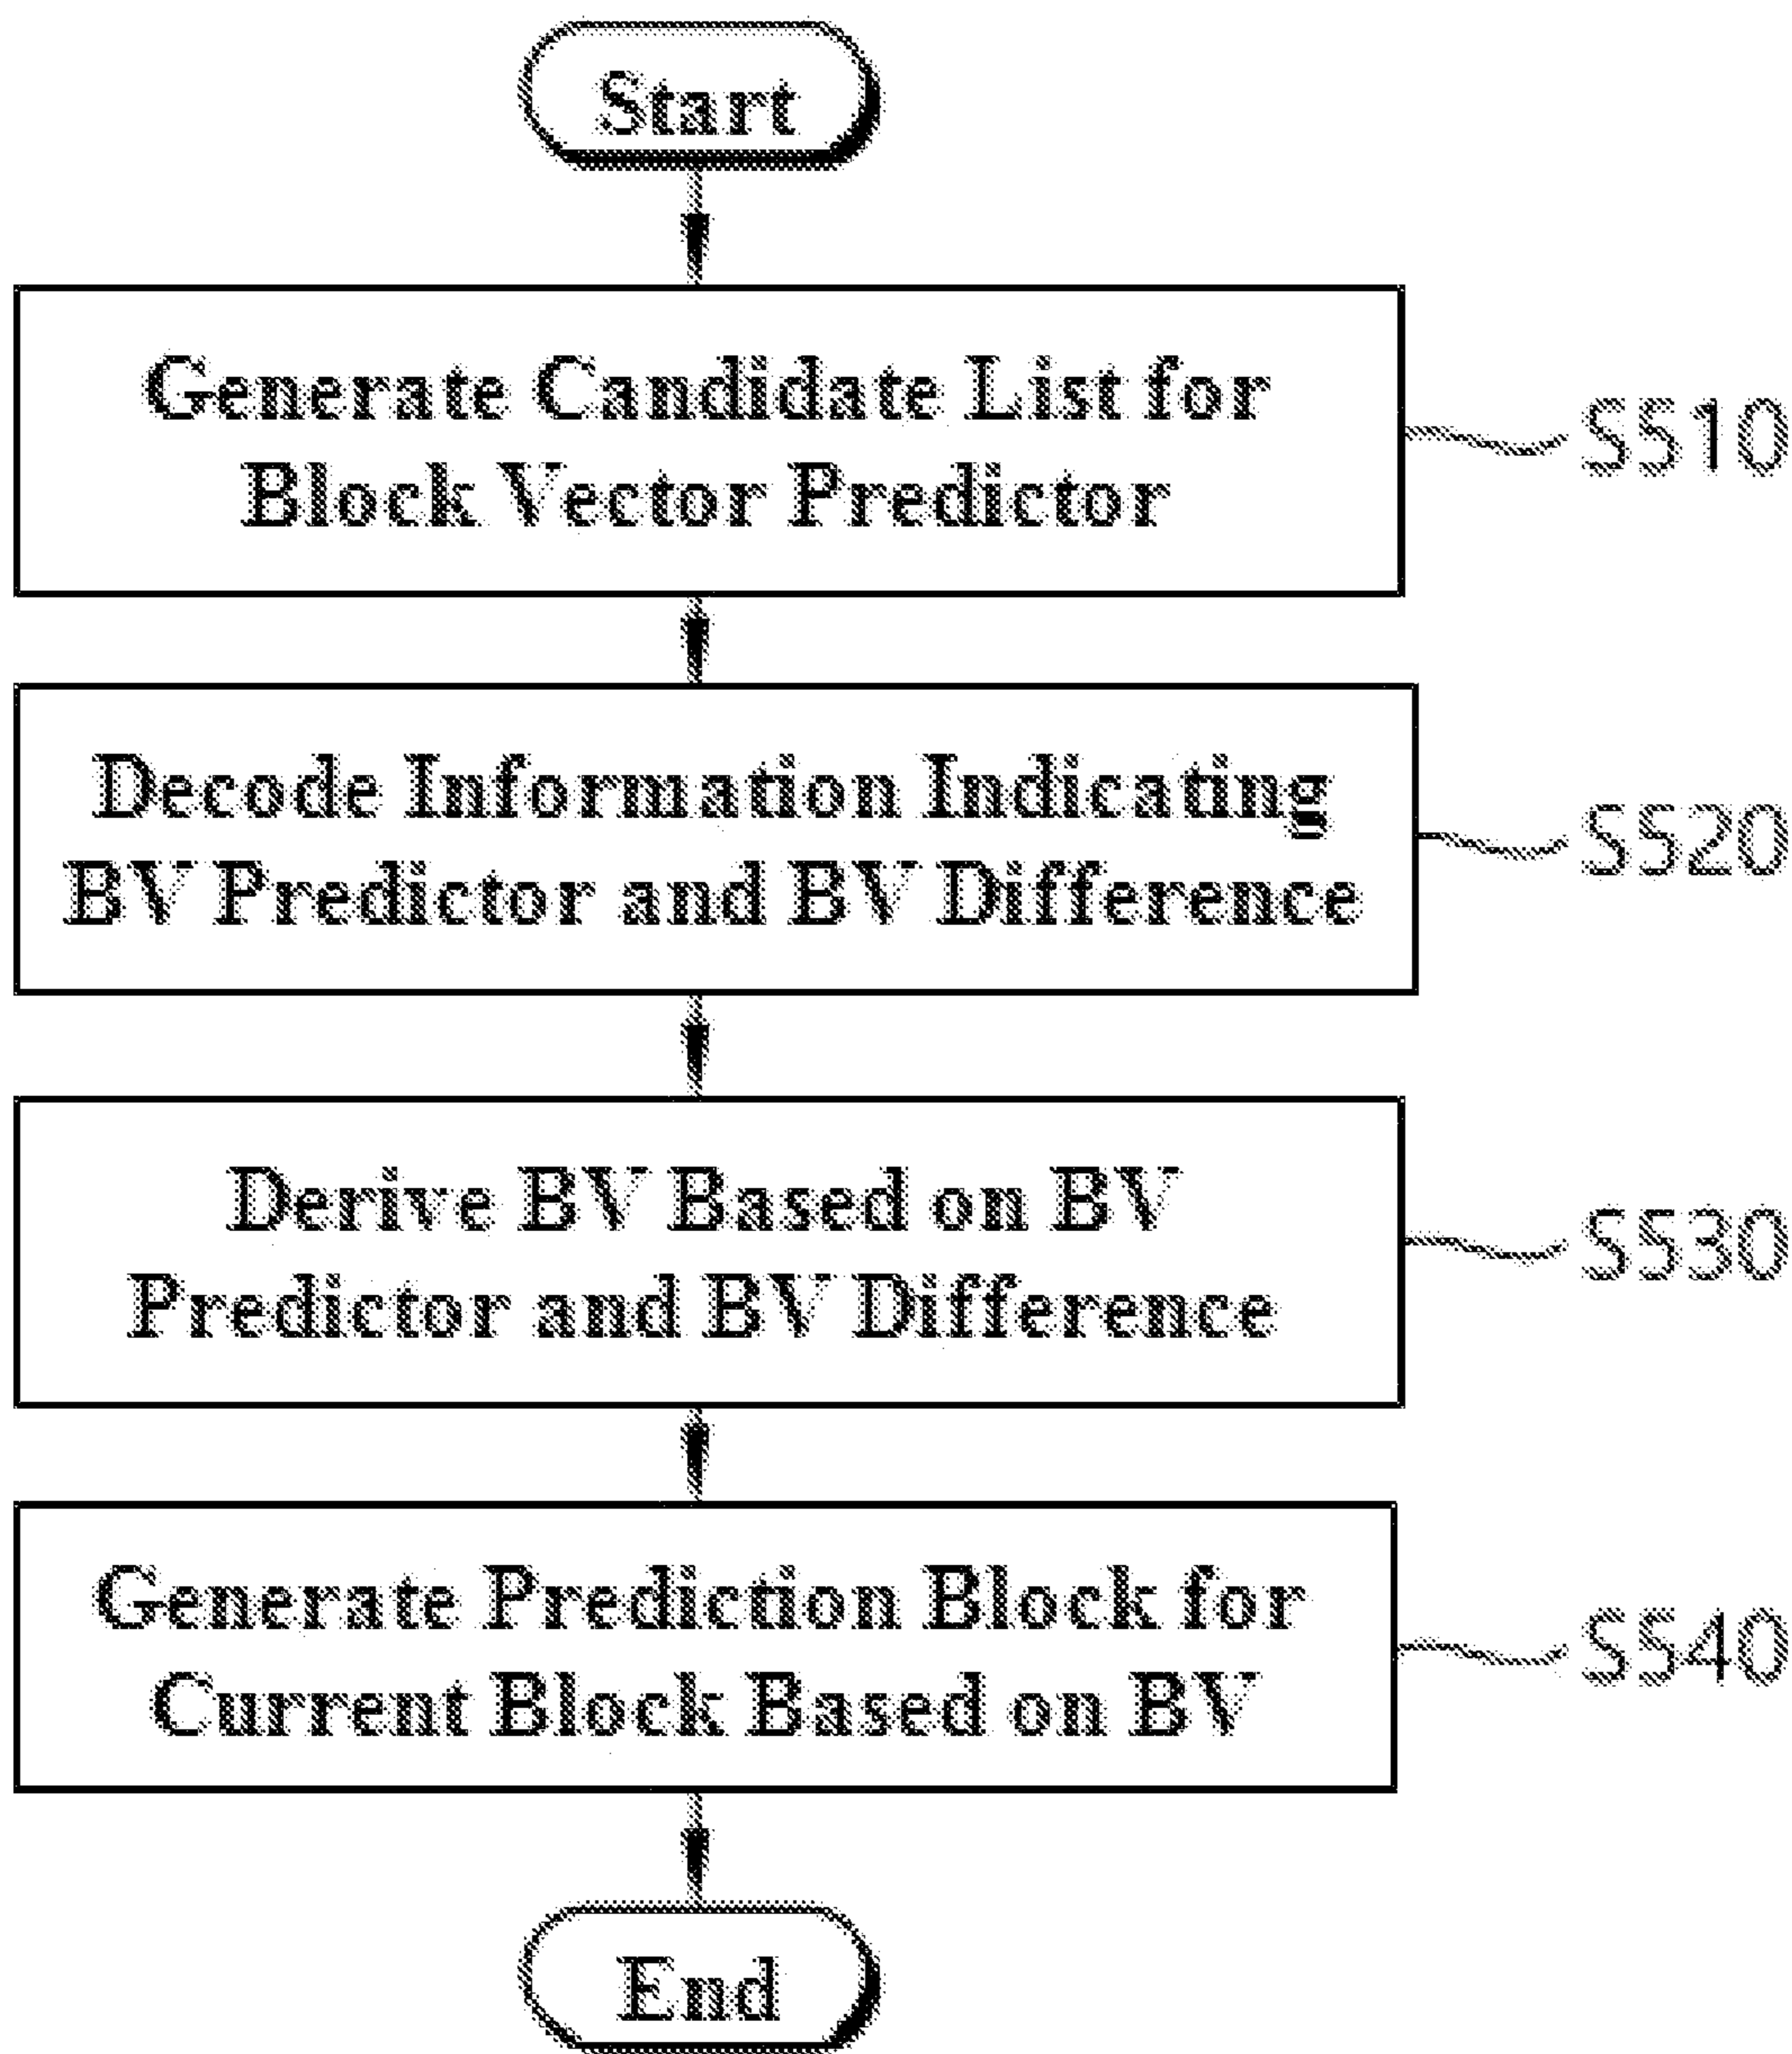 Start
Generate Candidate List for
Block Vector Predictor
S510
Decode Information Indicating
BV Predictor and BV Difference
S520
Derive BV Based on BV
Predictor and BV Difference
S530
Generate Prediction Block for
Current Block Based on BV
S540
End